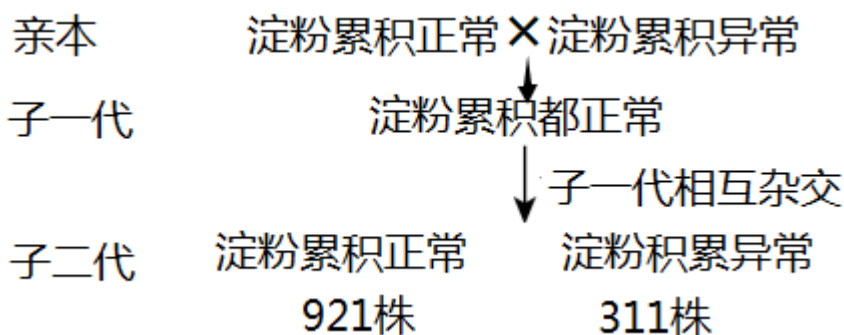 亲本 淀粉累积正常×淀粉累积异常
子一代 淀粉累积都正常
子一代相互杂交
子二代 淀粉累积正常 淀粉积累异常
921株 311株